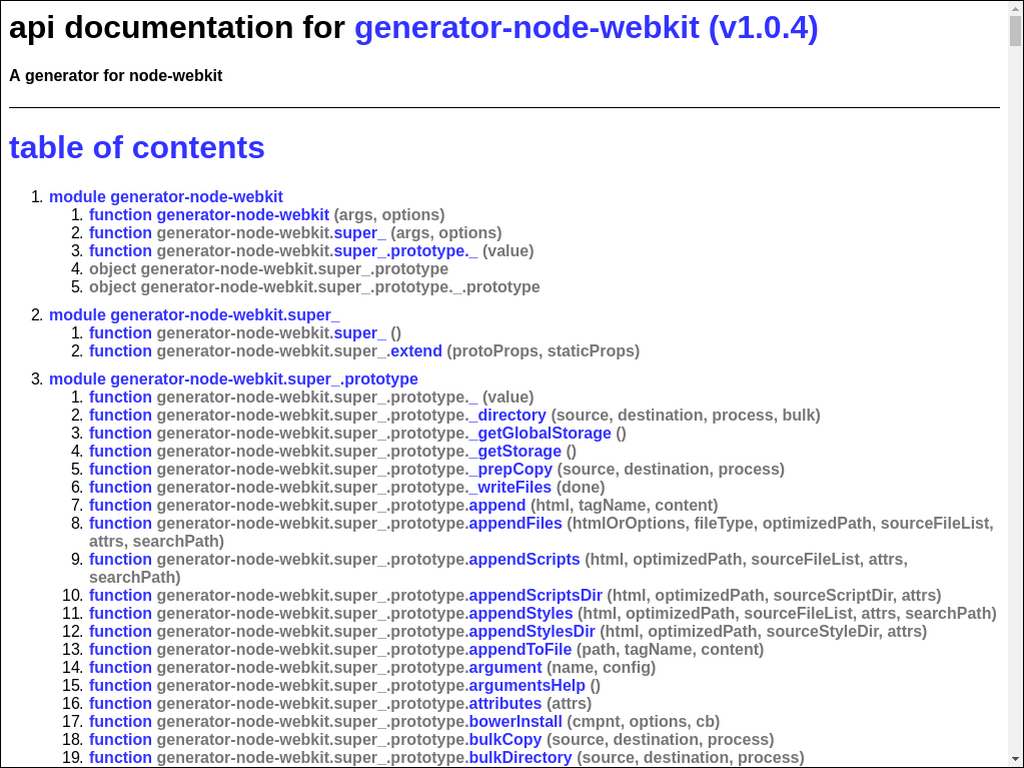 api documentation for generator-node-webkit (v1.0.4)
A generator for node-webkit
table of contents
1. module generator-node-webkit
1. function generator-node-webkit (args, options)
2. function generator-node-webkit.super_ (args, options)
3. function generator-node-webkit.super_.prototype._ (value)
4. object generator-node-webkit.super_.prototype
5. object generator-node-webkit.super_.prototype._.prototype
2. module generator-node-webkit.super_
1. function generator-node-webkit.super_ ()
2. function generator-node-webkit.super_.extend (protoProps, staticProps)
3. module generator-node-webkit.super_.prototype
1. function generator-node-webkit.super_.prototype._ (value)
2. function generator-node-webkit.super_.prototype._directory (source, destination, process, bulk)
3. function generator-node-webkit.super_.prototype._getGlobalStorage ()
4. function generator-node-webkit.super_.prototype._getStorage ()
5. function generator-node-webkit.super_.prototype._prepCopy (source, destination, process)
6. function generator-node-webkit.super_.prototype._writeFiles (done)
7. function generator-node-webkit.super_.prototype.append (html, tagName, content)
8. function generator-node-webkit.super_.prototype.appendFiles (htmlOrOptions, fileType, optimizedPath, sourceFileList,
attrs, searchPath)
9. function generator-node-webkit.super_.prototype.appendScripts (html, optimizedPath, sourceFileList, attrs,
searchPath)
10. function generator-node-webkit.super_.prototype.appendScriptsDir (html, optimizedPath, sourceScriptDir, attrs)
11. function generator-node-webkit.super_.prototype.appendStyles (html, optimizedPath, sourceFileList, attrs, searchPath)
12. function generator-node-webkit.super_.prototype.appendStylesDir (html, optimizedPath, sourceStyleDir, attrs)
13. function generator-node-webkit.super_.prototype.appendToFile (path, tagName, content)
14. function generator-node-webkit.super_.prototype.argument (name, config)
15. function generator-node-webkit.super_.prototype.argumentsHelp ()
16. function generator-node-webkit.super_.prototype.attributes (attrs)
17. function generator-node-webkit.super_.prototype.bowerInstall (cmpnt, options, cb)
18. function generator-node-webkit.super_.prototype.bulkCopy (source, destination, process)
19. function generator-node-webkit.super_.prototype.bulkDirectory (source, destination, process)